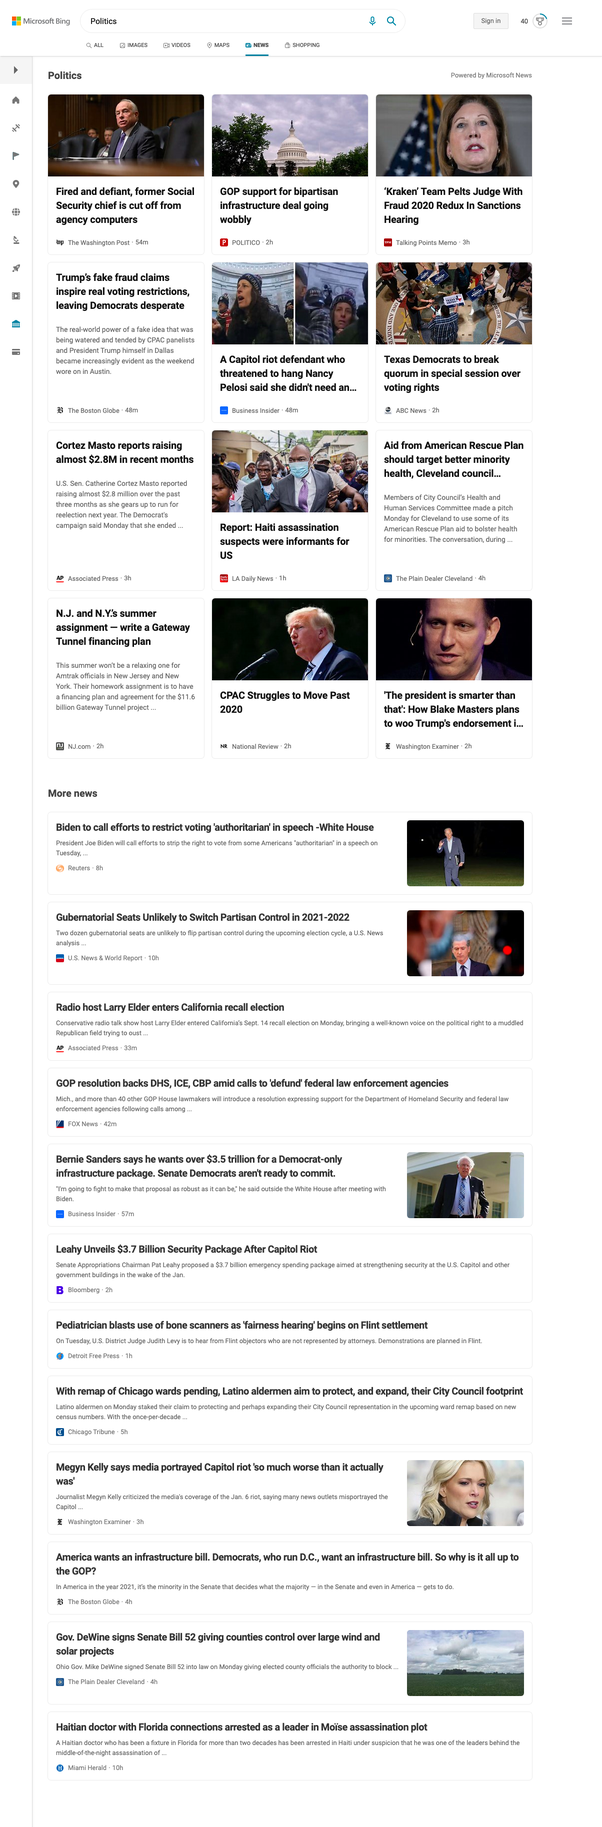 Microsoft Bing
Politics
Sign in
40
ALL
IMAGES
VIDEOS
MAPS
NEWS
SHOPPING
Politics
Powered by Microsoft News
Fired and defiant, former Social
Security chief is cut off from
agency computers
wp The Washington Post · 54m
GOP support for bipartisan
infrastructure deal going
wobbly
P POLITICO · 2h
‘Kraken’ Team Pelts Judge With
Fraud 2020 Redux In Sanctions
Hearing
Talking Points Memo · 3h
Trump’s fake fraud claims
inspire real voting restrictions,
leaving Democrats desperate
The real-world power of a fake idea that was
being watered and tended by CPAC panelists
and President Trump himself in Dallas
became increasingly evident as the weekend
wore on in Austin.
B The Boston Globe · 48m
A Capitol riot defendant who
threatened to hang Nancy
Pelosi said she didn't need an...
Business Insider · 48m
Texas Democrats to break
quorum in special session over
voting rights
ABC News · 2h
Cortez Masto reports raising
almost $2.8M in recent months
U.S. Sen. Catherine Cortez Masto reported
raising almost $2.8 million over the past
three months as she gears up to run for
reelection next year. The Democrat's
campaign said Monday that she ended ...
AP Associated Press · 3h
Report: Haiti assassination
suspects were informants for
US
LA Daily News · 1h
Aid from American Rescue Plan
should target better minority
health, Cleveland council...
Members of City Council's Health and
Human Services Committee made a pitch
Monday for Cleveland to use some of its
American Rescue Plan aid to bolster health
for minorities. The conversation, during ...
The Plain Dealer Cleveland · 4h
N.J. and N.Y.’s summer
assignment — write a Gateway
Tunnel financing plan
This summer won't be a relaxing one for
Amtrak officials in New Jersey and New
York. Their homework assignment is to have
a financing plan and agreement for the $11.6
billion Gateway Tunnel project ...
NJ.com · 2h
CPAC Struggles to Move Past
2020
NR National Review · 2h
'The president is smarter than
that': How Blake Masters plans
to woo Trump's endorsement i...
Washington Examiner · 2h
More news
Biden to call efforts to restrict voting 'authoritarian' in speech -White House
President Joe Biden will call efforts to strip the right to vote from some Americans "authoritarian" in a speech on
Tuesday, ...
Reuters · 8h
Gubernatorial Seats Unlikely to Switch Partisan Control in 2021-2022
Two dozen gubernatorial seats are unlikely to flip partisan control during the upcoming election cycle, a U.S. News
analysis ...
U.S. News & World Report · 10h
Radio host Larry Elder enters California recall election
Conservative radio talk show host Larry Elder entered California's Sept. 14 recall election on Monday, bringing a well-known voice on the political right to a muddled
Republican field trying to oust ...
AP Associated Press · 33m
GOP resolution backs DHS, ICE, CBP amid calls to 'defund' federal law enforcement agencies
Mich., and more than 40 other GOP House lawmakers will introduce a resolution expressing support for the Department of Homeland Security and federal law
enforcement agencies following calls among ...
FOX News · 42m
Bernie Sanders says he wants over $3.5 trillion for a Democrat-only
infrastructure package. Senate Democrats aren't ready to commit.
"I'm going to fight to make that proposal as robust as it can be," he said outside the White House after meeting with
Biden.
Business Insider · 57m
Leahy Unveils $3.7 Billion Security Package After Capitol Riot
Senate Appropriations Chairman Pat Leahy proposed a $3.7 billion emergency spending package aimed at strengthening security at the U.S. Capitol and other
government buildings in the wake of the Jan.
B Bloomberg · 2h
Pediatrician blasts use of bone scanners as 'fairness hearing' begins on Flint settlement
On Tuesday, U.S. District Judge Judith Levy is to hear from Flint objectors who are not represented by attorneys. Demonstrations are planned in Flint.
Detroit Free Press · 1h
With remap of Chicago wards pending, Latino aldermen aim to protect, and expand, their City Council footprint
Latino aldermen on Monday staked their claim to protecting and perhaps expanding their City Council representation in the upcoming ward remap based on new
census numbers. With the once-per-decade ...
Chicago Tribune · 5h
Megyn Kelly says media portrayed Capitol riot 'so much worse than it actually
was'
Journalist Megyn Kelly criticized the media's coverage of the Jan. 6 riot, saying many news outlets misportrayed the
Capitol ...
Washington Examiner · 3h
America wants an infrastructure bill. Democrats, who run D.C., want an infrastructure bill. So why is it all up to
the GOP?
In America in the year 2021, it's the minority in the Senate that decides what the majority — in the Senate and even in America — gets to do.
B The Boston Globe · 4h
Gov. DeWine signs Senate Bill 52 giving counties control over large wind and
solar projects
Ohio Gov. Mike DeWine signed Senate Bill 52 into law on Monday giving elected county officials the authority to block ...
The Plain Dealer Cleveland · 4h
Haitian doctor with Florida connections arrested as a leader in Moïse assassination plot
A Haitian doctor who has been a fixture in Florida for more than two decades has been arrested in Haiti under suspicion that he was one of the leaders behind the
middle-of-the-night assassination of ...
Miami Herald · 10h